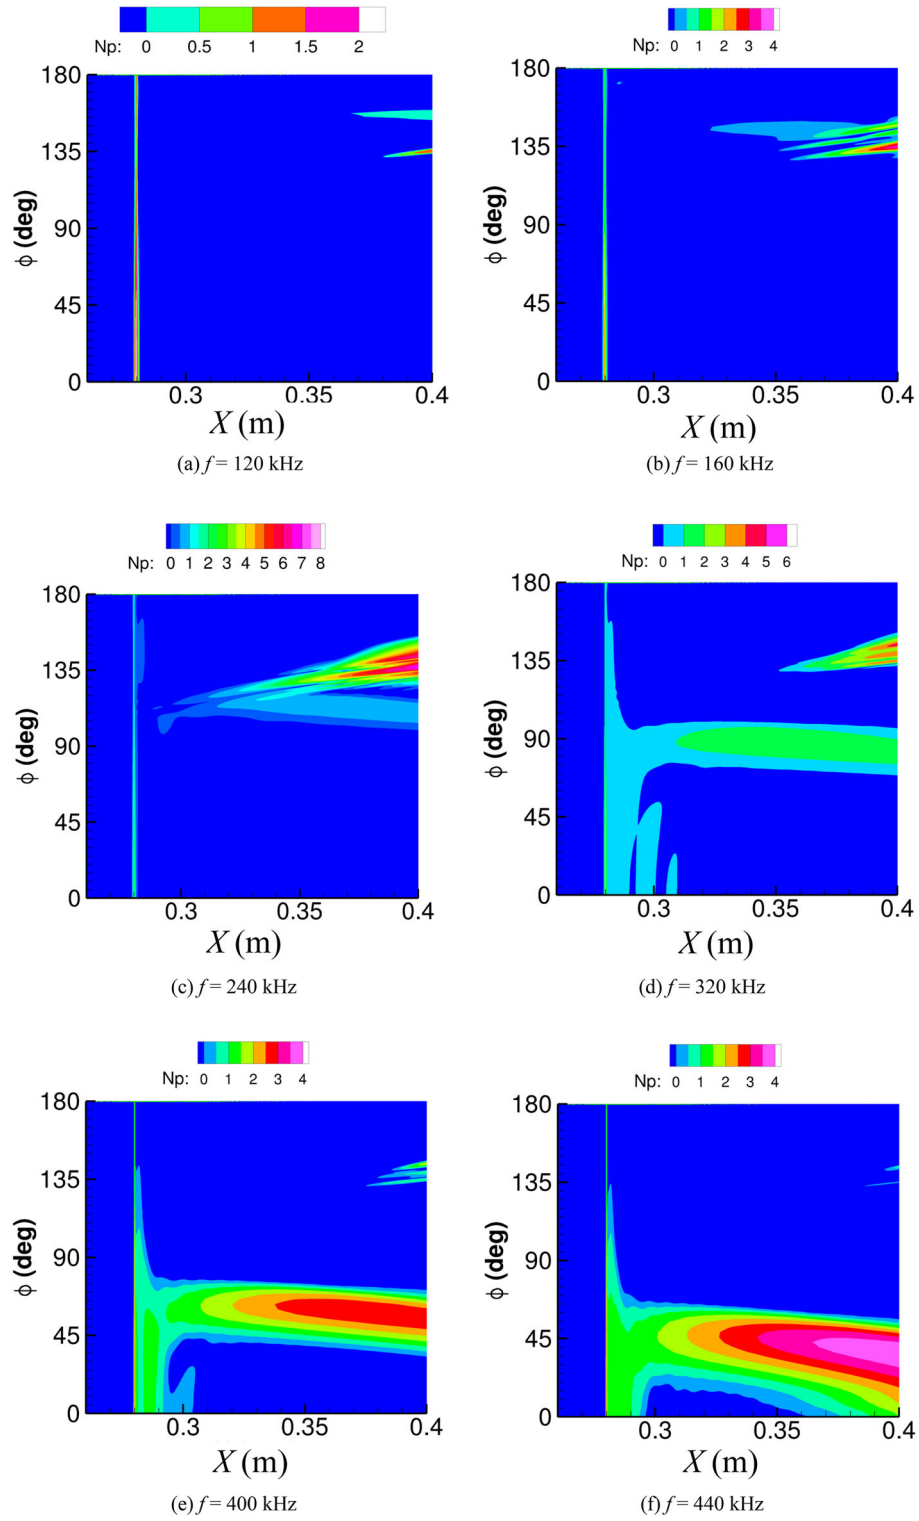 Np: 0 0.5 1 1.5 2
180
135
90
45
0
ϕ (deg)
0.3 0.35 0.4
X (m)
(a) f = 120 kHz
Np: 0 1 2 3 4
180
135
90
45
0
ϕ (deg)
0.3 0.35 0.4
X (m)
(b) f = 160 kHz
Np: 0 1 2 3 4 5 6 7 8
180
135
90
45
0
ϕ (deg)
0.3 0.35 0.4
X (m)
(c) f = 240 kHz
Np: 0 1 2 3 4 5 6
180
135
90
45
0
ϕ (deg)
0.3 0.35 0.4
X (m)
(d) f = 320 kHz
Np: 0 1 2 3 4
180
135
90
45
0
ϕ (deg)
0.3 0.35 0.4
X (m)
(e) f = 400 kHz
Np: 0 1 2 3 4
180
135
90
45
0
ϕ (deg)
0.3 0.35 0.4
X (m)
(f) f = 440 kHz